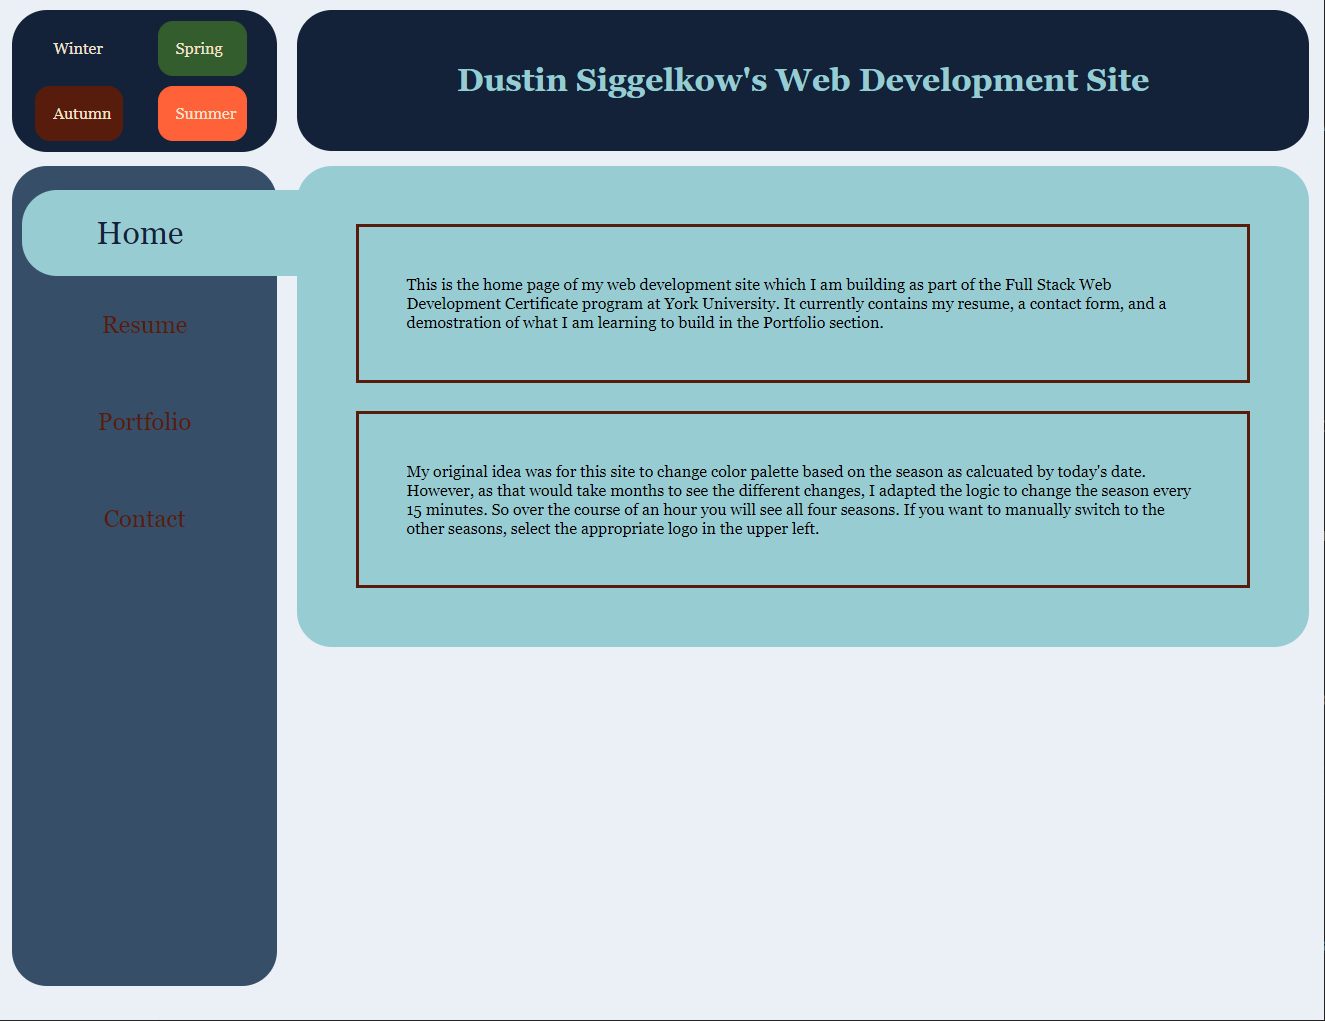 Winter
Spring
Autumn
Summer
Dustin Siggelkow's Web Development Site
Home
Resume
Portfolio
Contact
This is the home page of my web development site which I am building as part of the Full Stack Web
Development Certificate program at York University. It currently contains my resume, a contact form, and a
demostration of what I am learning to build in the Portfolio section.
My original idea was for this site to change color palette based on the season as calcuated by today's date.
However, as that would take months to see the different changes, I adapted the logic to change the season every
15 minutes. So over the course of an hour you will see all four seasons. If you want to manually switch to the
other seasons, select the appropriate logo in the upper left.